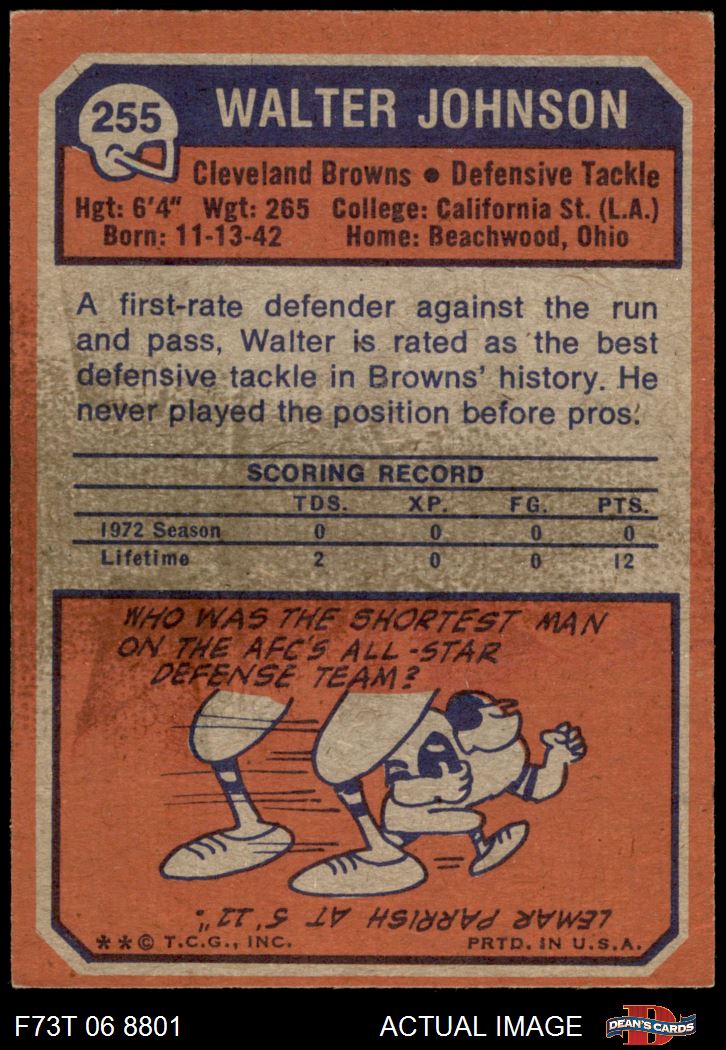 255
WALTER JOHNSON
Cleveland Browns • Defensive Tackle
Hgt: 6'4" Wgt: 265 College: California St. (L.A.)
Born: 11-13-42 Home: Beachwood, Ohio
A first-rate defender against the run
and pass, Walter is rated as the best
defensive tackle in Browns' history. He
never played the position before pros.
SCORING RECORD
TDS. XP. FG. PTS.
1972 Season 0 0 0 0
Lifetime 2 0 0 12
WHO WAS THE SHORTEST MAN
ON THE AFC'S ALL-STAR
DEFENSE TEAM?
LEMAR PARRISH AT 5'11".
**© T.C.G., INC. PRTD. IN U.S.A.
F73T 06 8801 ACTUAL IMAGE D DEAN'S CARDS